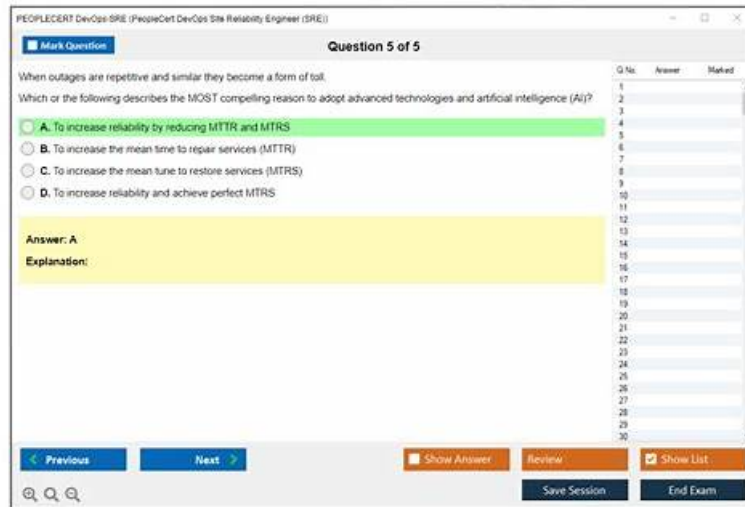 PEOPLECERT DevOps-SRE (PeopleCert DevOps Site Reliability Engineer (SRE))
Mark Question
Question 5 of 5
When outages are repetitive and similar they become a form of toll.
Which or the following describes the MOST compelling reason to adopt advanced technologies and artificial intelligence (AI)?
A. To increase reliability by reducing MTTR and MTRS
B. To increase the mean time to repair services (MTTR)
C. To increase the mean tune to restore services (MTRS)
D. To increase reliability and achieve perfect MTRS
Answer: A
Explanation:
Q No. Answer Marked
1
2
3
4
5
6
7
8
9
10
11
12
13
14
15
16
17
18
19
20
21
22
23
24
25
26
27
28
29
30
Previous
Next
Show Answer
Review
Show List
Save Session
End Exam